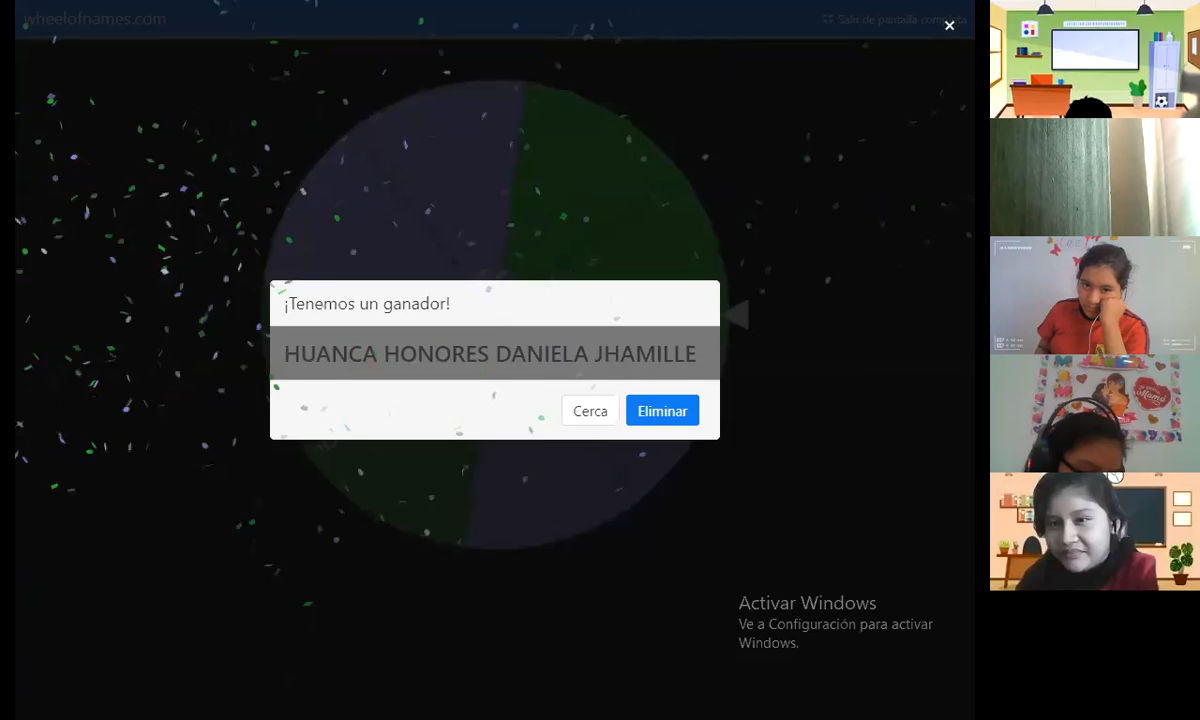 wheelofnames.com
Salir de pantalla completa
¡Tenemos un ganador!
HUANCA HONORES DANIELA JHAMILLE
Cerca
Eliminar
Activar Windows
Ve a Configuración para activar
Windows.
Mamá